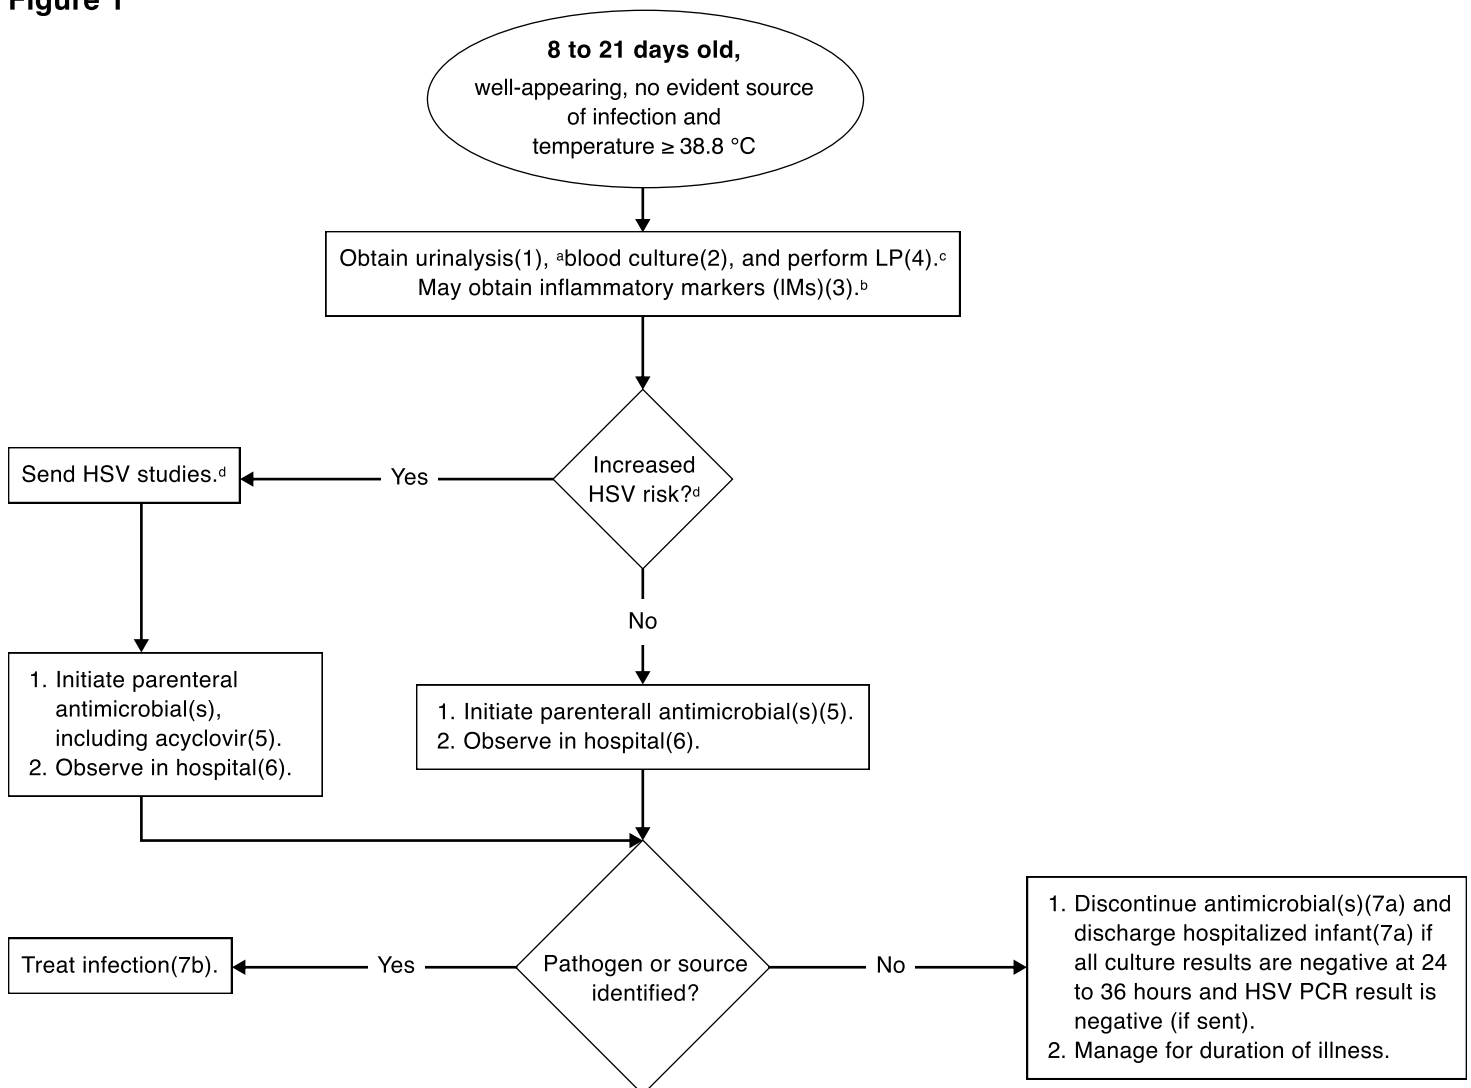 Figure 1
8 to 21 days old,
well-appearing, no evident source
of infection and
temperature ≥ 38.8 °C
Obtain urinalysis(1), ᵃblood culture(2), and perform LP(4).ᶜ
May obtain inflammatory markers (IMs)(3).ᵇ
Increased
HSV risk?ᵈ
Yes
Send HSV studies.ᵈ
No
1. Initiate parenteral
antimicrobial(s),
including acyclovir(5).
2. Observe in hospital(6).
1. Initiate parenterall antimicrobial(s)(5).
2. Observe in hospital(6).
Pathogen or source
identified?
Yes
Treat infection(7b).
No
1. Discontinue antimicrobial(s)(7a) and
discharge hospitalized infant(7a) if
all culture results are negative at 24
to 36 hours and HSV PCR result is
negative (if sent).
2. Manage for duration of illness.